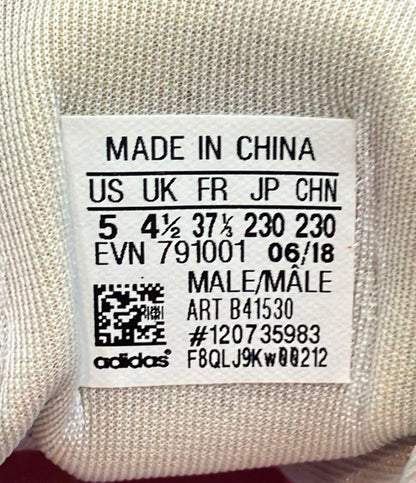 MADE IN CHINA
US UK FR JP CHN
5 4½ 37⅓ 230 230
EVN 791001 06/18
MALE/MÂLE
ART B41530
#120735983
adidas® F8QLJ9Kw00212